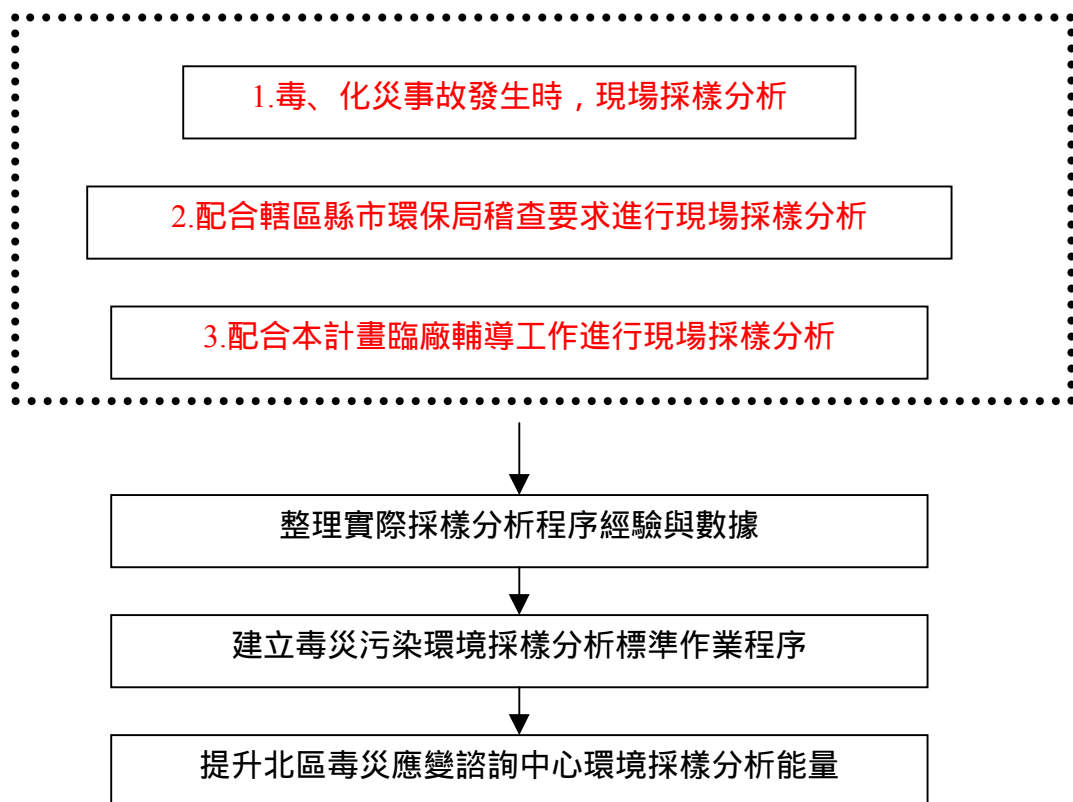 1.毒、化災事故發生時，現場採樣分析
2.配合轄區縣市環保局稽查要求進行現場採樣分析
3.配合本計畫臨廠輔導工作進行現場採樣分析
整理實際採樣分析程序經驗與數據
建立毒災污染環境採樣分析標準作業程序
提升北區毒災應變諮詢中心環境採樣分析能量